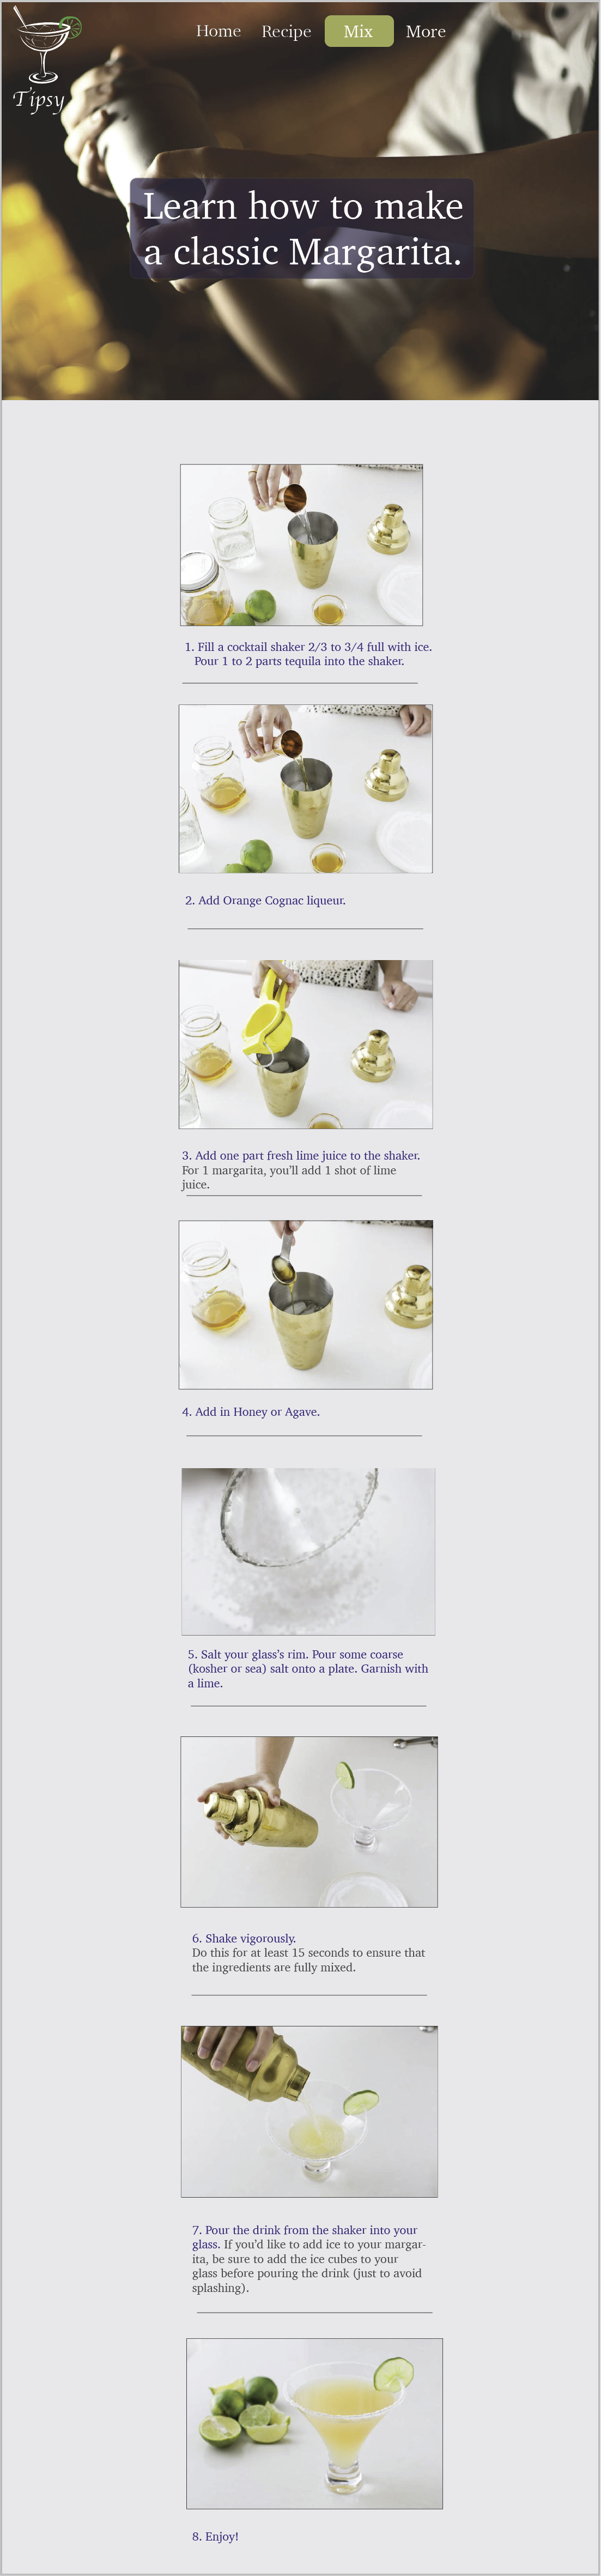 Home Recipe Mix More
Tipsy
Learn how to make
a classic Margarita.
1. Fill a cocktail shaker 2/3 to 3/4 full with ice.
Pour 1 to 2 parts tequila into the shaker.
2. Add Orange Cognac liqueur.
3. Add one part fresh lime juice to the shaker.
For 1 margarita, you’ll add 1 shot of lime
juice.
4. Add in Honey or Agave.
5. Salt your glass’s rim. Pour some coarse
(kosher or sea) salt onto a plate. Garnish with
a lime.
6. Shake vigorously.
Do this for at least 15 seconds to ensure that
the ingredients are fully mixed.
7. Pour the drink from the shaker into your
glass. If you’d like to add ice to your margar-
ita, be sure to add the ice cubes to your
glass before pouring the drink (just to avoid
splashing).
8. Enjoy!